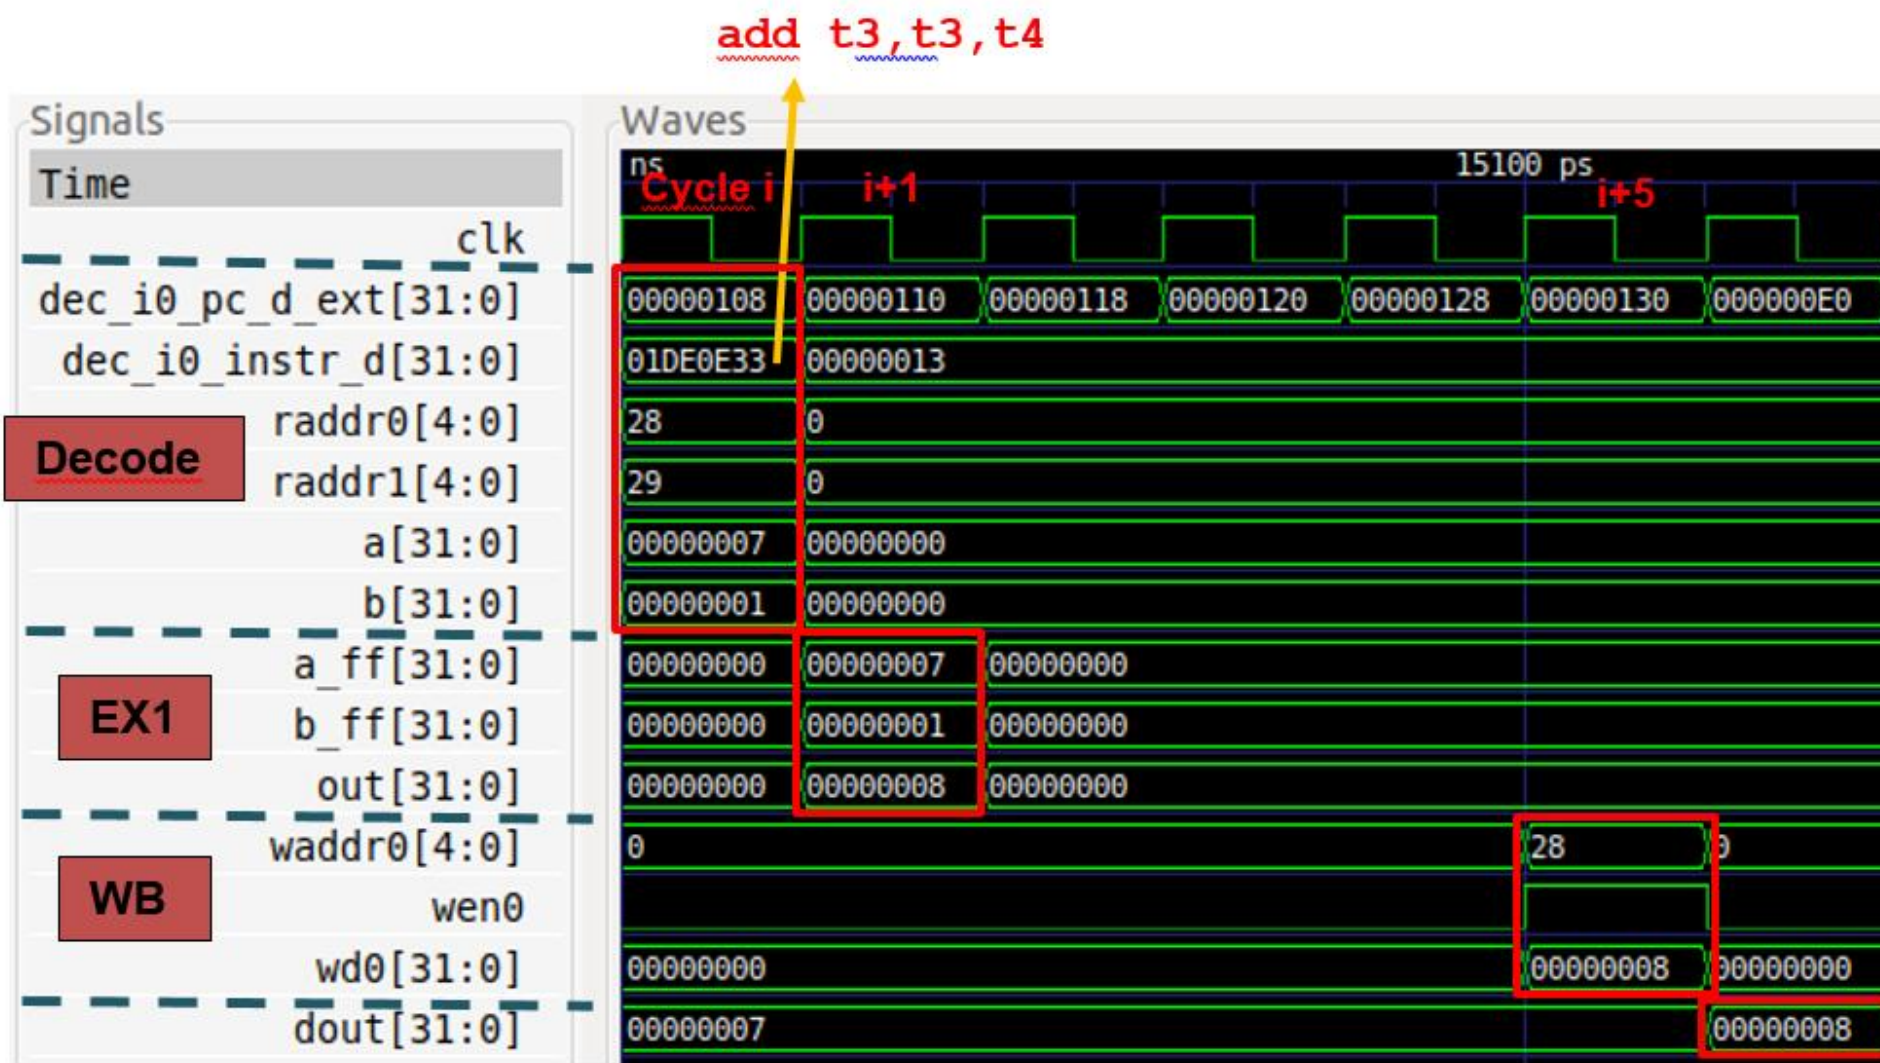 add t3,t3,t4
Signals
Waves
Time
ns
15100 ps
Cycle i
i+1
i+5
clk
dec_i0_pc_d_ext[31:0]
00000108 00000110 00000118 00000120 00000128 00000130 000000E0
dec_i0_instr_d[31:0]
01DE0E33 00000013
raddr0[4:0]
28 0
Decode
raddr1[4:0]
29 0
a[31:0]
00000007 00000000
b[31:0]
00000001 00000000
a_ff[31:0]
00000000 00000007 00000000
EX1
b_ff[31:0]
00000000 00000001 00000000
out[31:0]
00000000 00000008 00000000
waddr0[4:0]
0 28 0
WB
wen0
wd0[31:0]
00000000 00000008 00000000
dout[31:0]
00000007 00000008